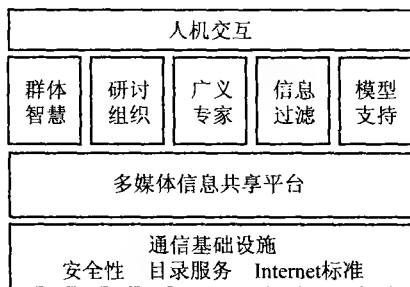 人机交互
群体 研讨 广义 信息 模型
智慧 组织 专家 过滤 支持
多媒体信息共享平台
通信基础设施
安全性 目录服务 Internet标准